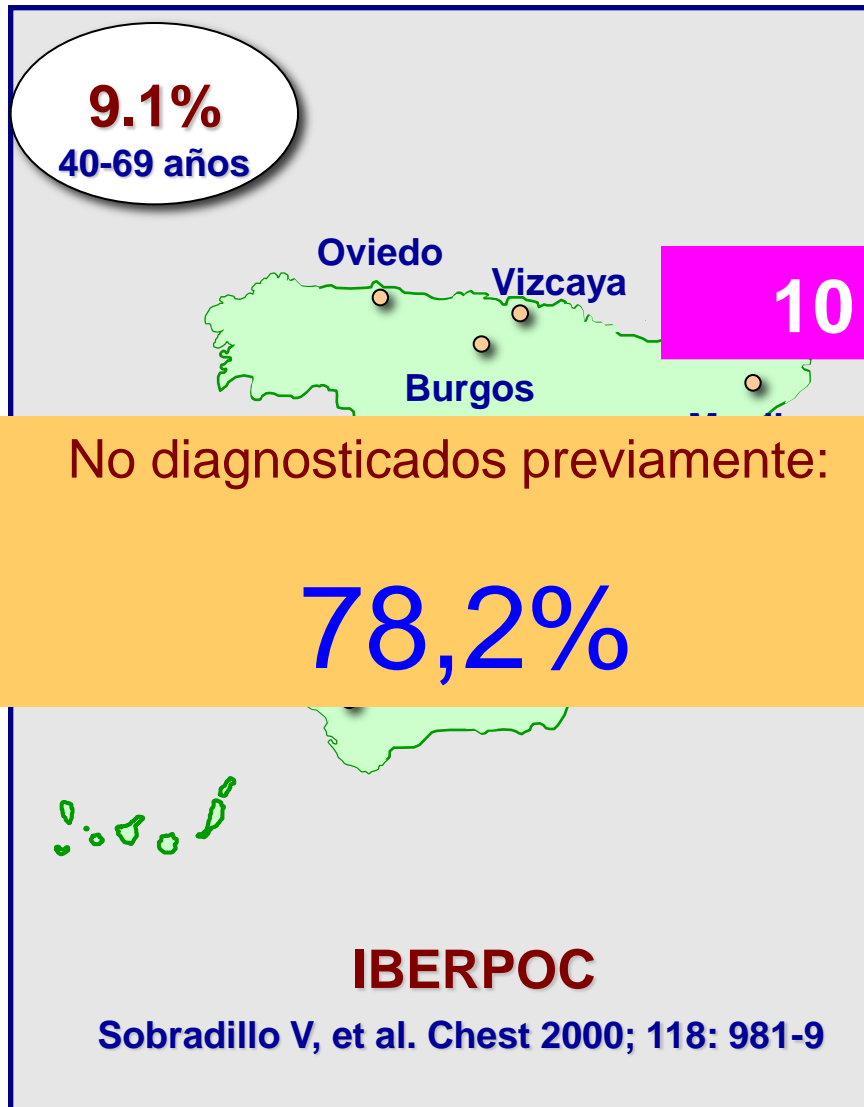 9.1%
40-69 años
Oviedo
Vizcaya
10
Burgos
No diagnosticados previamente:
78,2%
IBERPOC
Sobradillo V, et al. Chest 2000; 118: 981-9